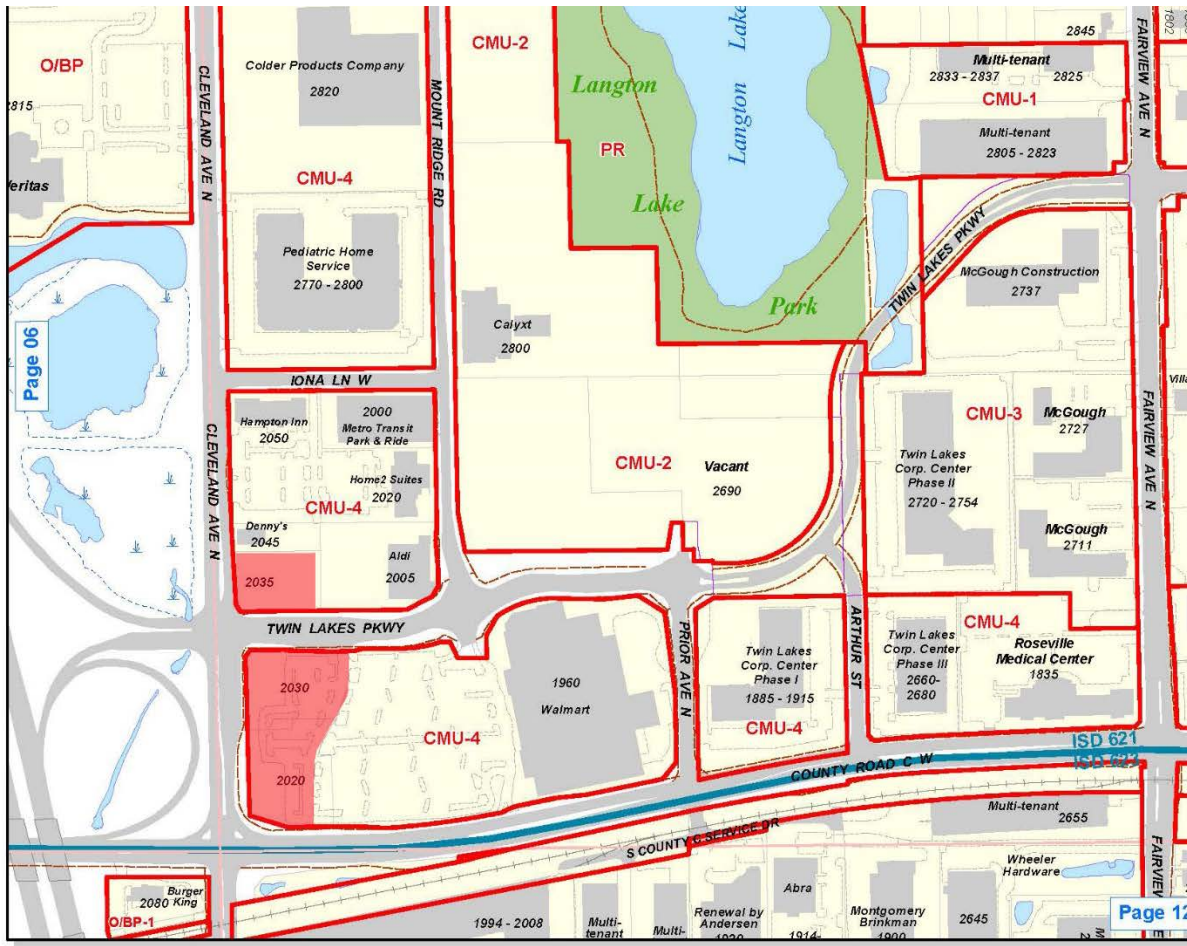 O/BP
2815
Veritas
CLEVELAND AVE N
Colder Products Company
2820
CMU-4
Pediatric Home
Service
2770 - 2800
MOUNT RIDGE RD
CMU-2
Langton
Lake
Park
PR
Langton Lake
2845
1802
FAIRVIEW AVE N
Multi-tenant
2833 - 2837
2825
CMU-1
Multi-tenant
2805 - 2823
TWIN LAKES PKWY
McGough Construction
2737
Page 06
Caiyxt
2800
IONA LN W
CLEVELAND AVE N
Hampton Inn
2050
2000
Metro Transit
Park & Ride
Home2 Suites
2020
CMU-4
Denny's
2045
Aldi
2005
2035
CMU-2
Vacant
2690
CMU-3
McGough
2727
Twin Lakes
Corp. Center
Phase II
2720 - 2754
McGough
2711
FAIRVIEW AVE N
TWIN LAKES PKWY
2030
2020
CMU-4
1960
Walmart
PRIOR AVE N
Twin Lakes
Corp. Center
Phase I
1885 - 1915
CMU-4
ARTHUR ST
Twin Lakes
Corp. Center
Phase III
2660-
2680
CMU-4
Roseville
Medical Center
1835
ISD 621
ISD 623
COUNTY ROAD C W
S COUNTY C SERVICE DR
Multi-tenant
2655
Burger
King
2080
O/BP-1
1994 - 2008
Multi-
tenant
Multi-
Renewal by
Andersen
1920
Abra
1914-
Montgomery
Brinkman
1900
2645
Wheeler
Hardware
FAIRVIEW
Page 12